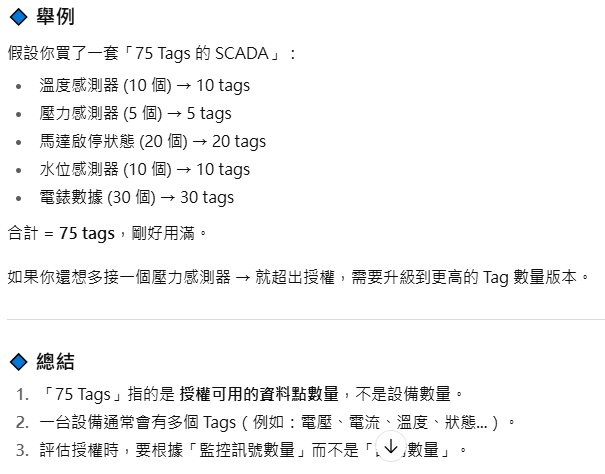 舉例
假設你買了一套「75 Tags 的 SCADA」：
• 溫度感測器 (10 個) → 10 tags
• 壓力感測器 (5 個) → 5 tags
• 馬達啟停狀態 (20 個) → 20 tags
• 水位感測器 (10 個) → 10 tags
• 電錶數據 (30 個) → 30 tags
合計 = 75 tags，剛好用滿。
如果你還想多接一個壓力感測器 → 就超出授權，需要升級到更高的 Tag 數量版本。
總結
1. 「75 Tags」指的是 授權可用的資料點數量，不是設備數量。
2. 一台設備通常會有多個 Tags（例如：電壓、電流、溫度、狀態...）。
3. 評估授權時，要根據「監控訊號數量」而不是「數量」。